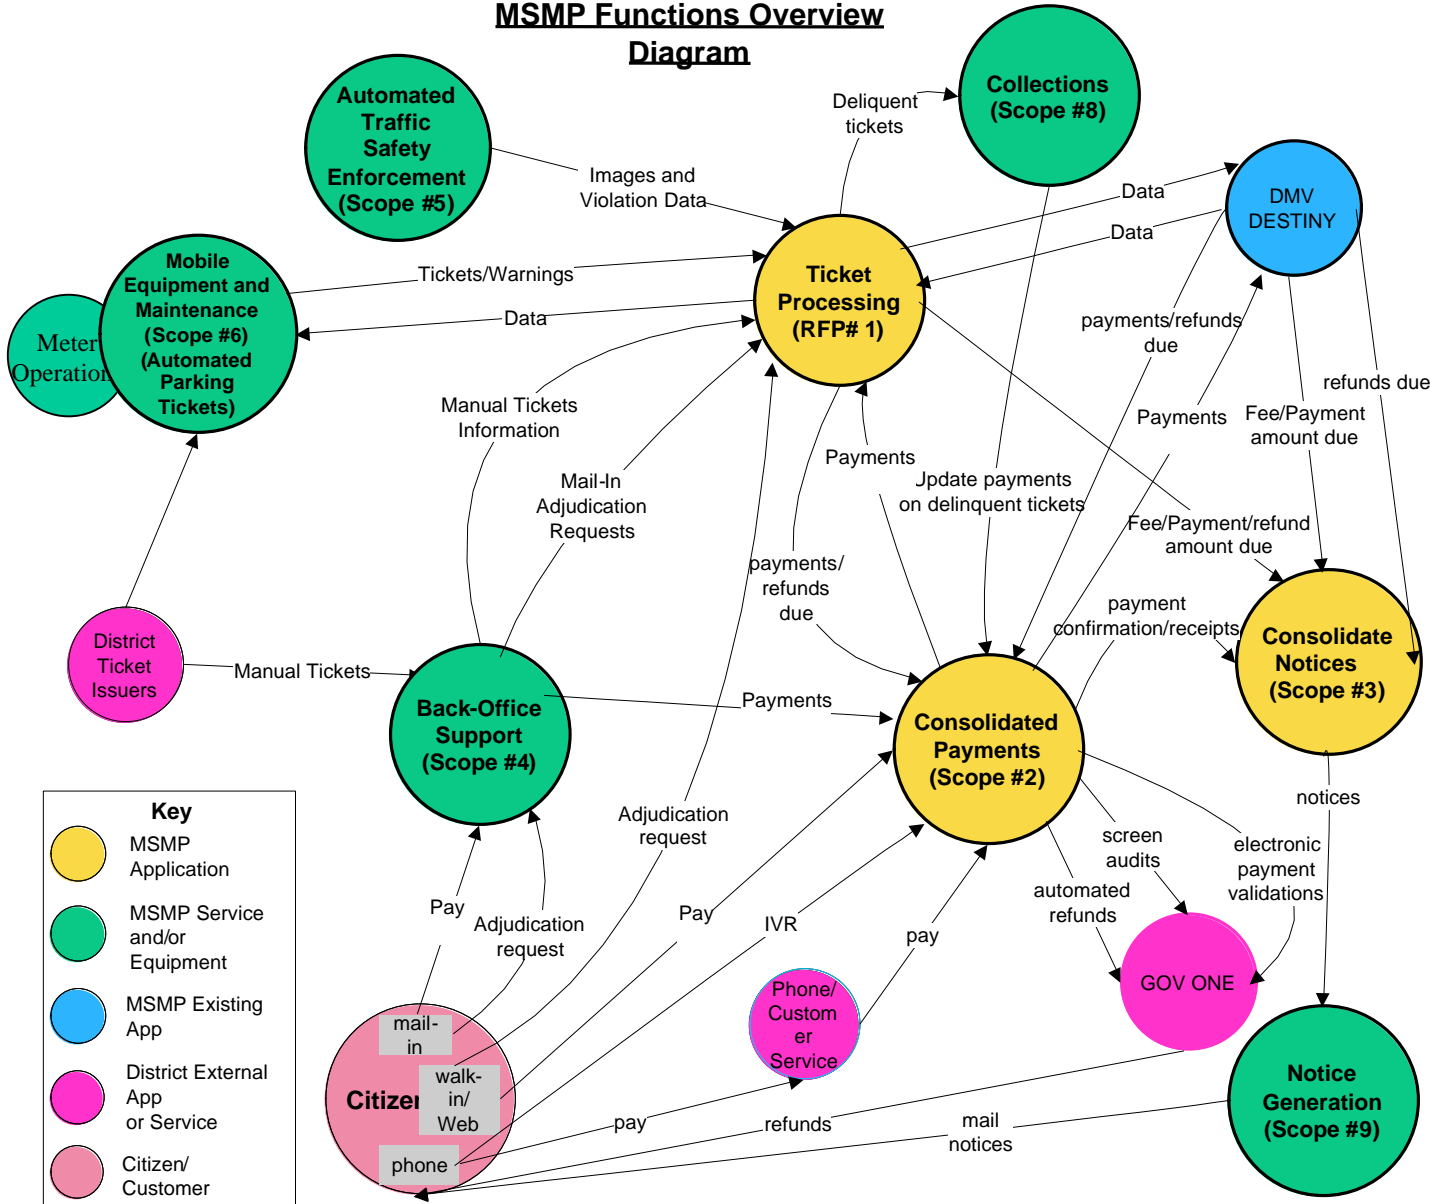 MSMP Functions Overview
Diagram
Automated
Traffic
Safety
Enforcement
(Scope #5)
Collections
(Scope #8)
Deliquent
tickets
Images and
Violation Data
Data
Data
DMV
DESTINY
Mobile
Equipment and
Maintenance
(Scope #6)
(Automated
Parking
Tickets)
Meter
Operation
Tickets/Warnings
Data
Ticket
Processing
(RFP# 1)
payments/refunds
due
refunds due
Manual Tickets
Information
Payments
Payments
Fee/Payment
amount due
Mail-In
Adjudication
Requests
Update payments
on delinquent tickets
Fee/Payment/refund
amount due
payments/
refunds
due
payment
confirmation/receipts
District
Ticket
Issuers
Manual Tickets
Back-Office
Support
(Scope #4)
Payments
Consolidated
Payments
(Scope #2)
Consolidate
Notices
(Scope #3)
notices
Adjudication
request
screen
audits
electronic
payment
validations
automated
refunds
Pay
Adjudication
request
Pay
IVR
pay
Phone/
Custom
er
Service
GOV ONE
Key
MSMP
Application
MSMP Service
and/or
Equipment
MSMP Existing
App
District External
App
or Service
Citizen/
Customer
mail-
in
Citizen
walk-
in/
Web
phone
pay
refunds
mail
notices
Notice
Generation
(Scope #9)